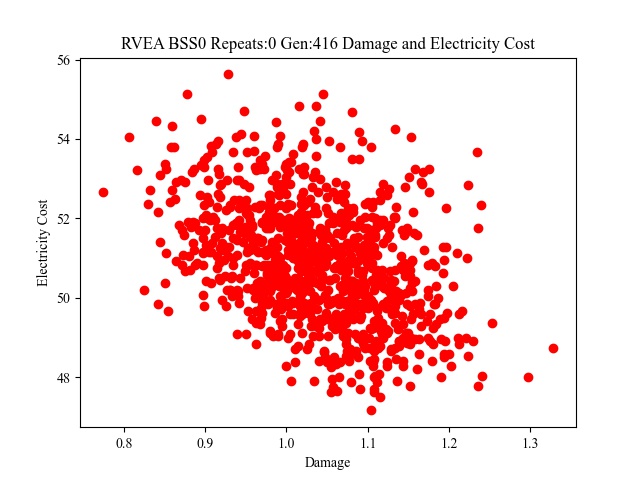 RVEA BSS0 Repeats:0 Gen:416 Damage and Electricity Cost
56
54
52
50
48
Electricity Cost
0.8 0.9 1.0 1.1 1.2 1.3
Damage